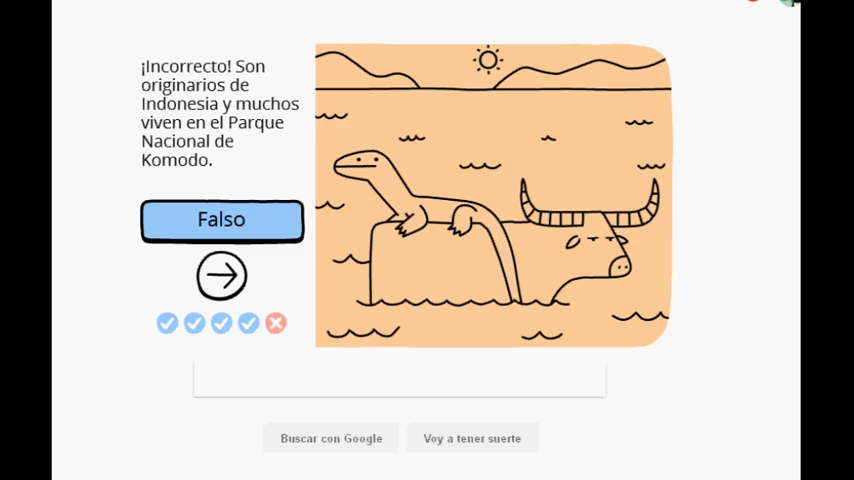 ¡Incorrecto! Son
originarios de
Indonesia y muchos
viven en el Parque
Nacional de
Komodo.
Falso
Buscar con Google
Voy a tener suerte